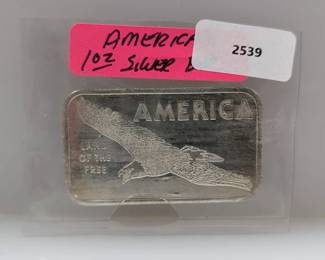 AMERICA
1oz SILVER
2539
AMERICA
LAND
OF THE
FREE